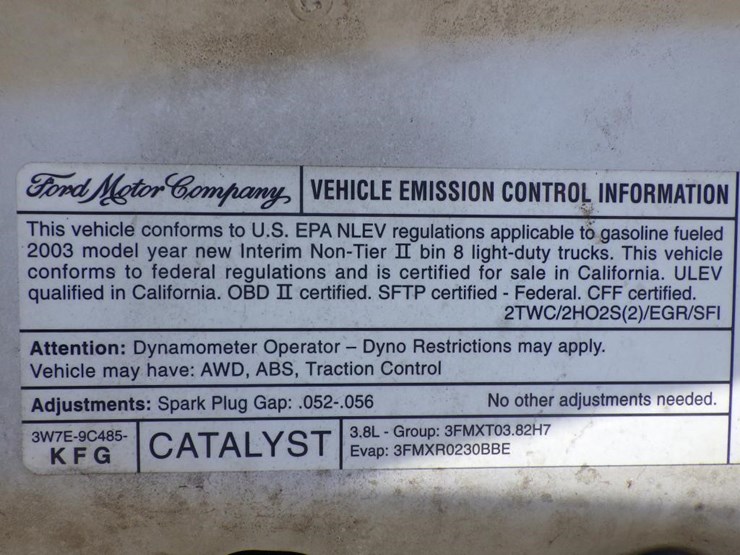 Ford Motor Company VEHICLE EMISSION CONTROL INFORMATION
This vehicle conforms to U.S. EPA NLEV regulations applicable to gasoline fueled
2003 model year new Interim Non-Tier II bin 8 light-duty trucks. This vehicle
conforms to federal regulations and is certified for sale in California. ULEV
qualified in California. OBD II certified. SFTP certified - Federal. CFF certified.
2TWC/2HO2S(2)/EGR/SFI
Attention: Dynamometer Operator – Dyno Restrictions may apply.
Vehicle may have: AWD, ABS, Traction Control
Adjustments: Spark Plug Gap: .052-.056 No other adjustments needed.
3W7E-9C485-
KFG
CATALYST
3.8L - Group: 3FMXT03.82H7
Evap: 3FMXR0230BBE